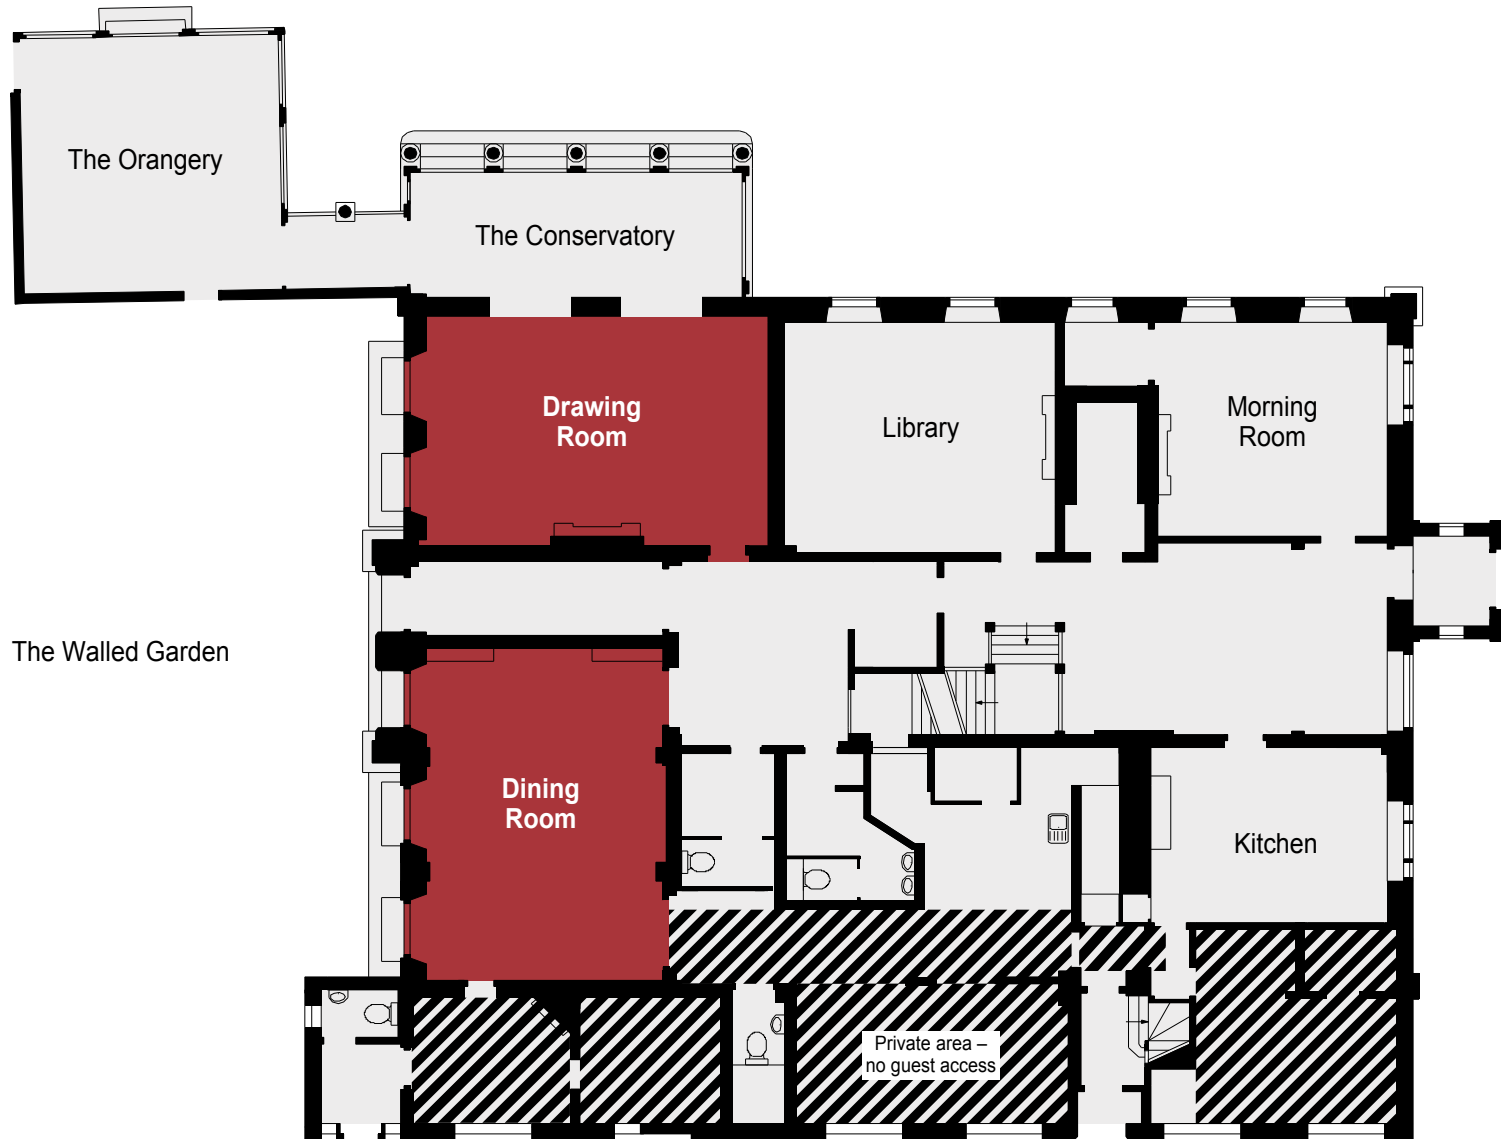 The Orangery
The Conservatory
Drawing
Room
Library
Morning
Room
The Walled Garden
Dining
Room
Kitchen
Private area –
no guest access